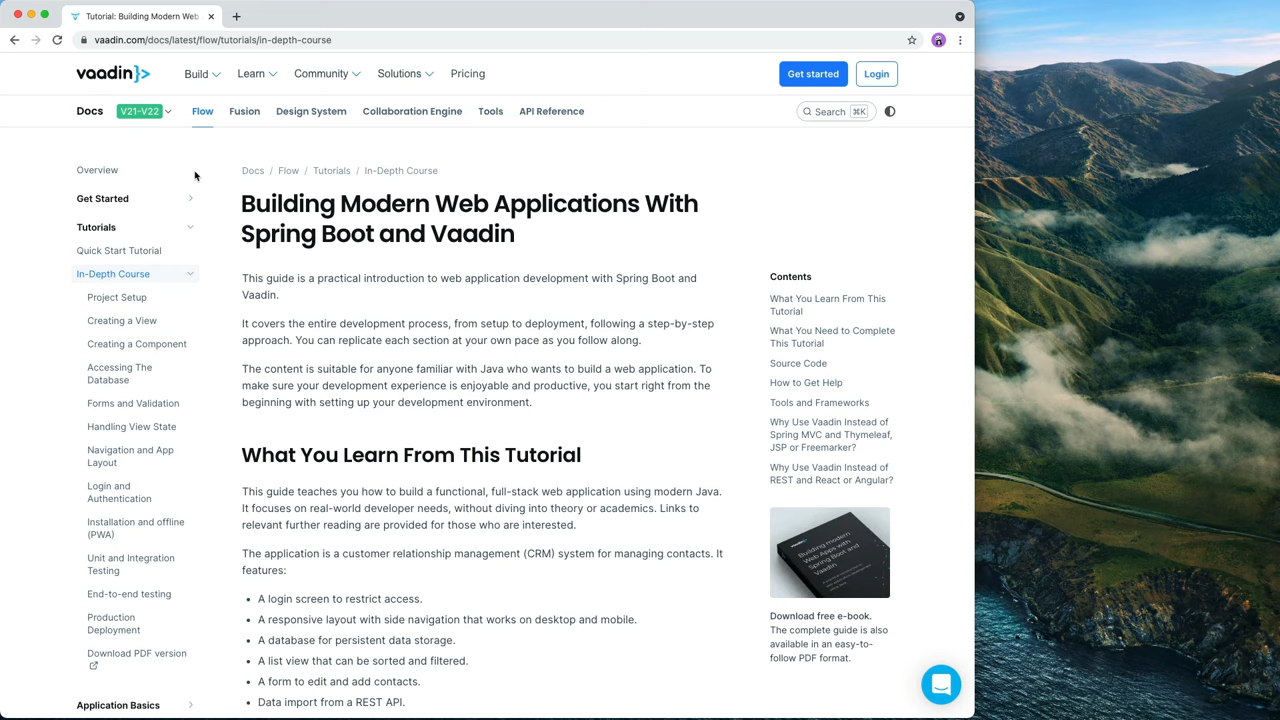 Tutorial: Building Modern Web
vaadin.com/docs/latest/flow/tutorials/in-depth-course
vaadin}> Build Learn Community Solutions Pricing Get started Login
Docs V21-V22 Flow Fusion Design System Collaboration Engine Tools API Reference Search ⌘K
Overview
Get Started
Tutorials
Quick Start Tutorial
In-Depth Course
Project Setup
Creating a View
Creating a Component
Accessing The
Database
Forms and Validation
Handling View State
Navigation and App
Layout
Login and
Authentication
Installation and offline
(PWA)
Unit and Integration
Testing
End-to-end testing
Production
Deployment
Download PDF version
Application Basics
Docs / Flow / Tutorials / In-Depth Course
Building Modern Web Applications With
Spring Boot and Vaadin
This guide is a practical introduction to web application development with Spring Boot and
Vaadin.
It covers the entire development process, from setup to deployment, following a step-by-step
approach. You can replicate each section at your own pace as you follow along.
The content is suitable for anyone familiar with Java who wants to build a web application. To
make sure your development experience is enjoyable and productive, you start right from the
beginning with setting up your development environment.
What You Learn From This Tutorial
This guide teaches you how to build a functional, full-stack web application using modern Java.
It focuses on real-world developer needs, without diving into theory or academics. Links to
relevant further reading are provided for those who are interested.
The application is a customer relationship management (CRM) system for managing contacts. It
features:
• A login screen to restrict access.
• A responsive layout with side navigation that works on desktop and mobile.
• A database for persistent data storage.
• A list view that can be sorted and filtered.
• A form to edit and add contacts.
• Data import from a REST API.
Contents
What You Learn From This
Tutorial
What You Need to Complete
This Tutorial
Source Code
How to Get Help
Tools and Frameworks
Why Use Vaadin Instead of
Spring MVC and Thymeleaf,
JSP or Freemarker?
Why Use Vaadin Instead of
REST and React or Angular?
vaadin}>
Building modern
Web Apps with
Spring Boot and
Vaadin
Download free e-book.
The complete guide is also
available in an easy-to-
follow PDF format.